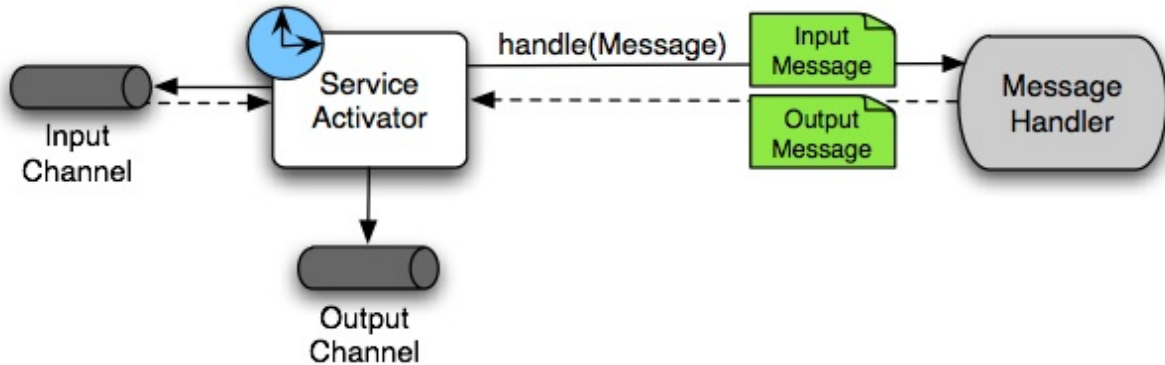 handle(Message)
Input
Message
Service
Activator
Message
Handler
Output
Message
Input
Channel
Output
Channel